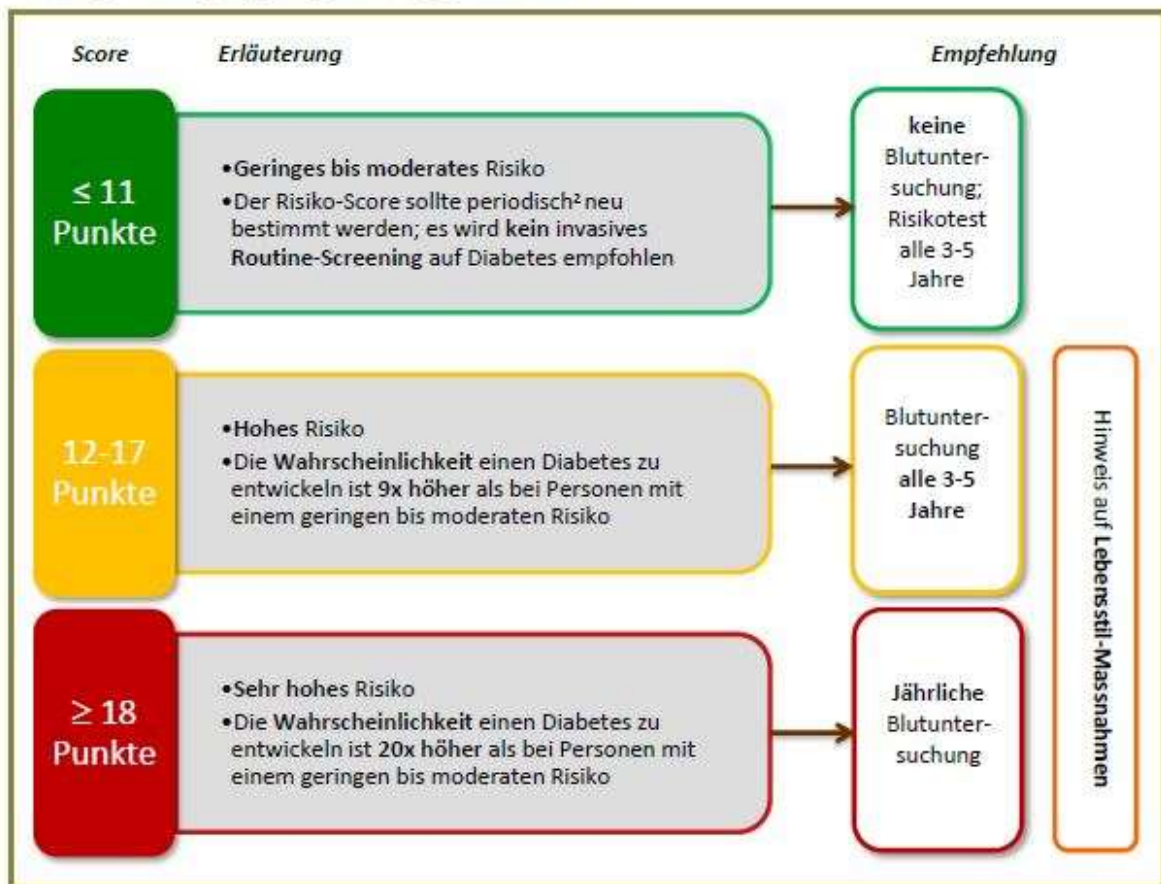 Score Erläuterung Empfehlung
≤ 11
Punkte
•Geringes bis moderates Risiko
•Der Risiko-Score sollte periodisch² neu
bestimmt werden; es wird kein invasives
Routine-Screening auf Diabetes empfohlen
keine
Blutunter-
suchung;
Risikotest
alle 3-5
Jahre
12-17
Punkte
•Hohes Risiko
•Die Wahrscheinlichkeit einen Diabetes zu
entwickeln ist 9x höher als bei Personen mit
einem geringen bis moderaten Risiko
Blutunter-
suchung
alle 3-5
Jahre
≥ 18
Punkte
•Sehr hohes Risiko
•Die Wahrscheinlichkeit einen Diabetes zu
entwickeln ist 20x höher als bei Personen mit
einem geringen bis moderaten Risiko
Jährliche
Blutunter-
suchung
Hinweis auf Lebensstil-Massnahmen